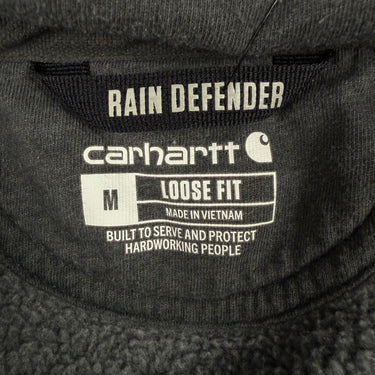 RAIN DEFENDER
carhartt
M LOOSE FIT
MADE IN VIETNAM
BUILT TO SERVE AND PROTECT
HARDWORKING PEOPLE